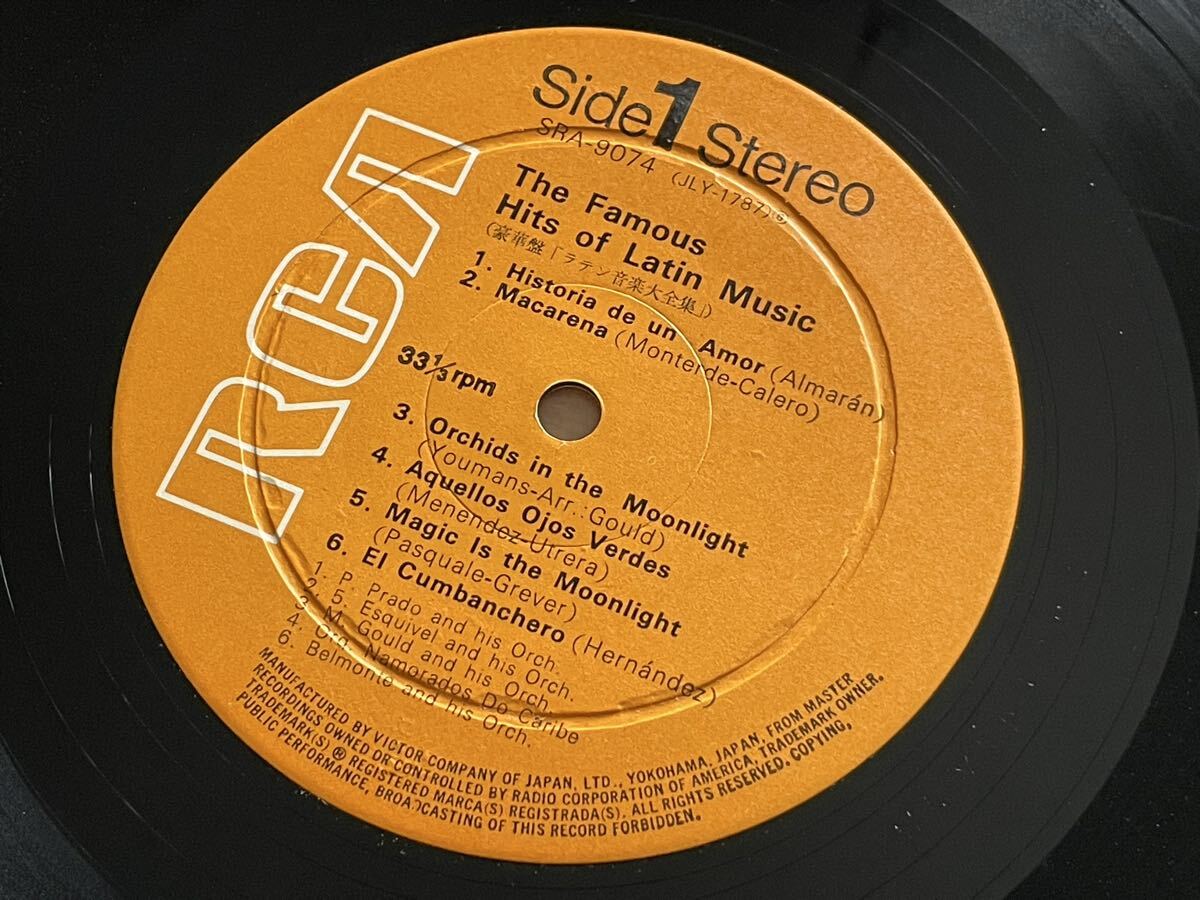 RCA
Side 1 Stereo
SRA-9074 (JLY-1787) Ⓢ
The Famous
Hits of Latin Music
(豪華盤「ラテン音楽大全集」)
1. Historia de un Amor (Almarán)
2. Macarena (Monterde-Calero)
33 1/3 rpm
3. Orchids in the Moonlight
(Youmans-Arr.:Gould)
4. Aquellos Ojos Verdes
(Menendez-Utrera)
5. Magic Is the Moonlight
(Pasquale-Grever)
6. El Cumbanchero (Hernández)
1. P. Prado and his Orch.
2. 5. Esquivel and his Orch.
3. M. Gould and his Orch.
4. Orq. Namorados Do Caribe
6. Belmonte and his Orch.
MANUFACTURED BY VICTOR COMPANY OF JAPAN, LTD., YOKOHAMA, JAPAN, FROM MASTER
RECORDINGS OWNED OR CONTROLLED BY RADIO CORPORATION OF AMERICA, TRADEMARK OWNER.
TRADEMARK(S) ® REGISTERED MARCA(S) REGISTRADA(S). ALL RIGHTS RESERVED. COPYING,
PUBLIC PERFORMANCE, BROADCASTING OF THIS RECORD FORBIDDEN.